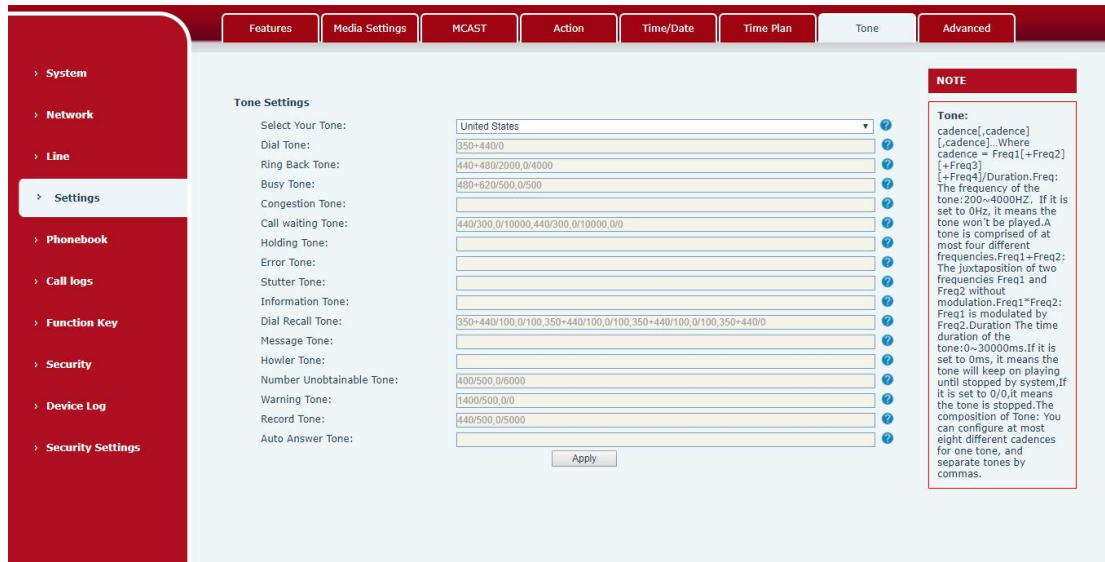 Features
Media Settings
MCAST
Action
Time/Date
Time Plan
Tone
Advanced
› System
› Network
› Line
› Settings
› Phonebook
› Call logs
› Function Key
› Security
› Device Log
› Security Settings
Tone Settings
Select Your Tone: United States
Dial Tone: 350+440/0
Ring Back Tone: 440+480/2000,0/4000
Busy Tone: 480+620/500,0/500
Congestion Tone:
Call waiting Tone: 440/300,0/10000,440/300,0/10000,0/0
Holding Tone:
Error Tone:
Stutter Tone:
Information Tone:
Dial Recall Tone: 350+440/100,0/100,350+440/100,0/100,350+440/100,0/100,350+440/0
Message Tone:
Howler Tone:
Number Unobtainable Tone: 400/500,0/6000
Warning Tone: 1400/500,0/0
Record Tone: 440/500,0/5000
Auto Answer Tone:
Apply
NOTE
Tone:
cadence[,cadence]
[,cadence]...Where
cadence = Freq1[+Freq2]
[+Freq3]
[+Freq4]/Duration.Freq:
The frequency of the
tone:200~4000HZ, If it is
set to 0Hz, it means the
tone won't be played.A
tone is comprised of at
most four different
frequencies.Freq1+Freq2:
The juxtaposition of two
frequencies Freq1 and
Freq2 without
modulation.Freq1*Freq2:
Freq1 is modulated by
Freq2.Duration The time
duration of the
tone:0~30000ms.If it is
set to 0ms, it means the
tone will keep on playing
until stopped by system,If
it is set to 0/0,it means
the tone is stopped.The
composition of Tone: You
can configure at most
eight different cadences
for one tone, and
separate tones by
commas.